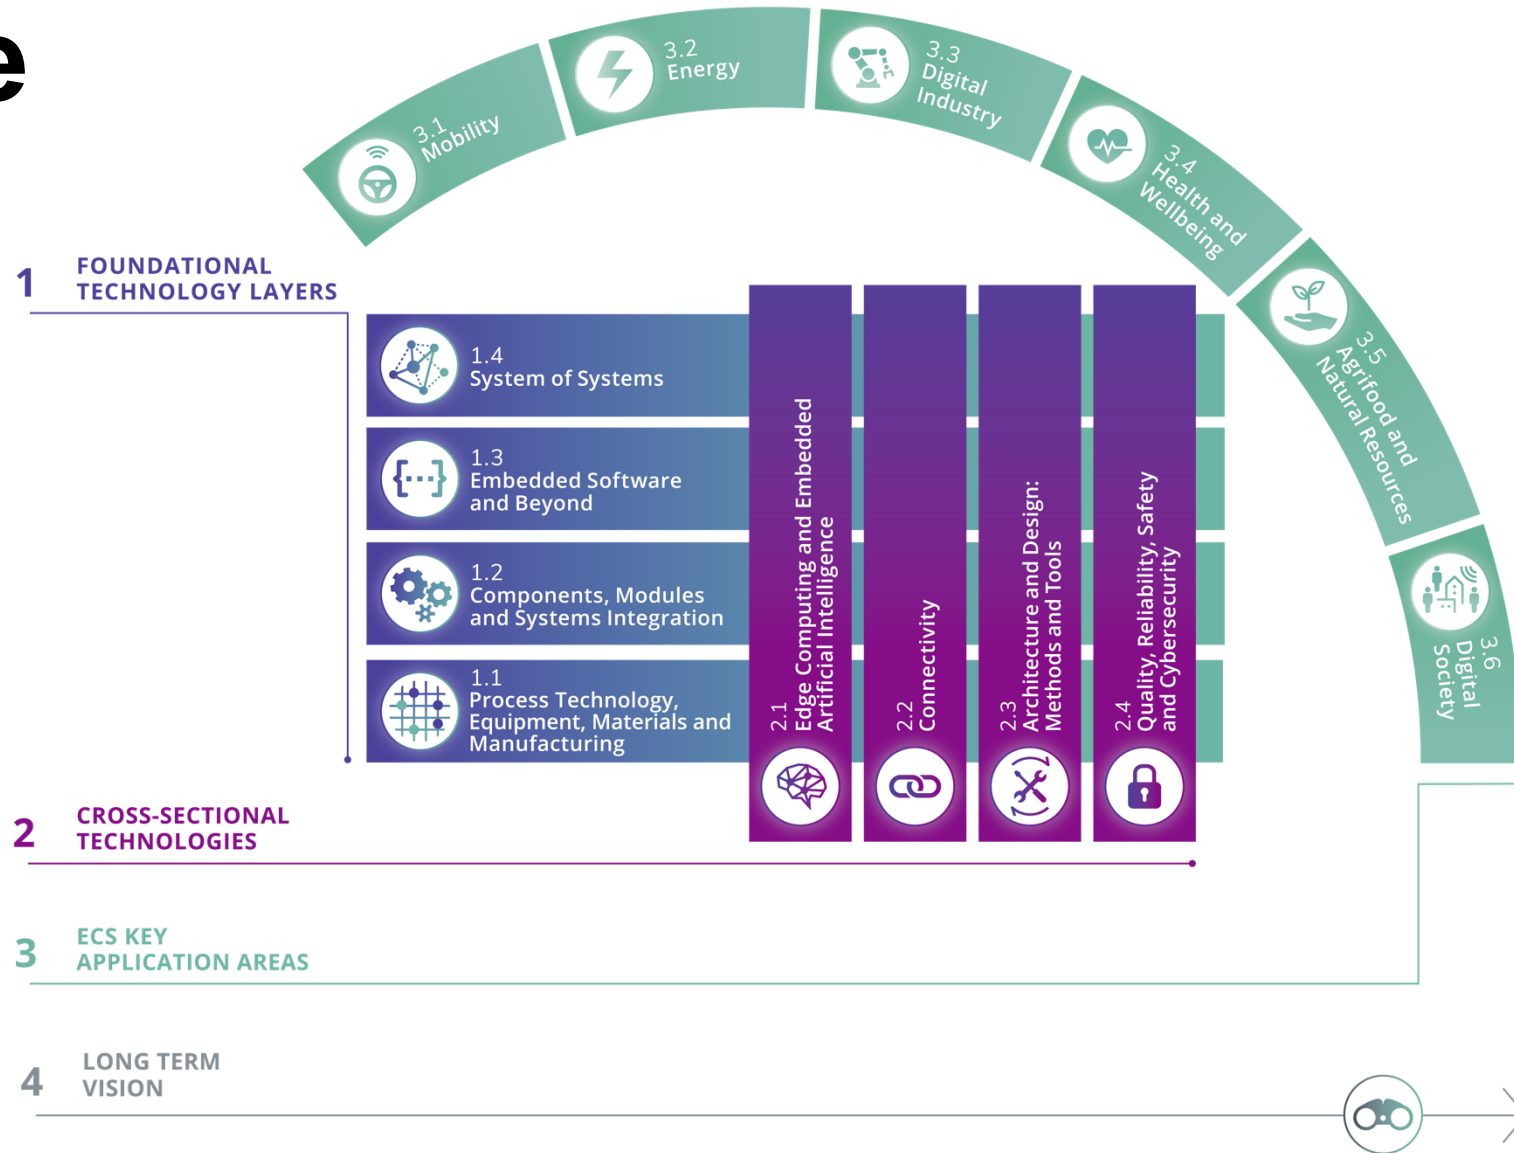 e
3.1
Mobility
3.2
Energy
3.3
Digital
Industry
3.4
Health and
Wellbeing
3.5
Agrifood and
Natural Resources
3.6
Digital
Society
1
FOUNDATIONAL
TECHNOLOGY LAYERS
1.4
System of Systems
1.3
Embedded Software
and Beyond
1.2
Components, Modules
and Systems Integration
1.1
Process Technology,
Equipment, Materials and
Manufacturing
2.1
Edge Computing and Embedded
Artificial Intelligence
2.2
Connectivity
2.3
Architecture and Design:
Methods and Tools
2.4
Quality, Reliability, Safety
and Cybersecurity
2
CROSS-SECTIONAL
TECHNOLOGIES
3
ECS KEY
APPLICATION AREAS
4
LONG TERM
VISION